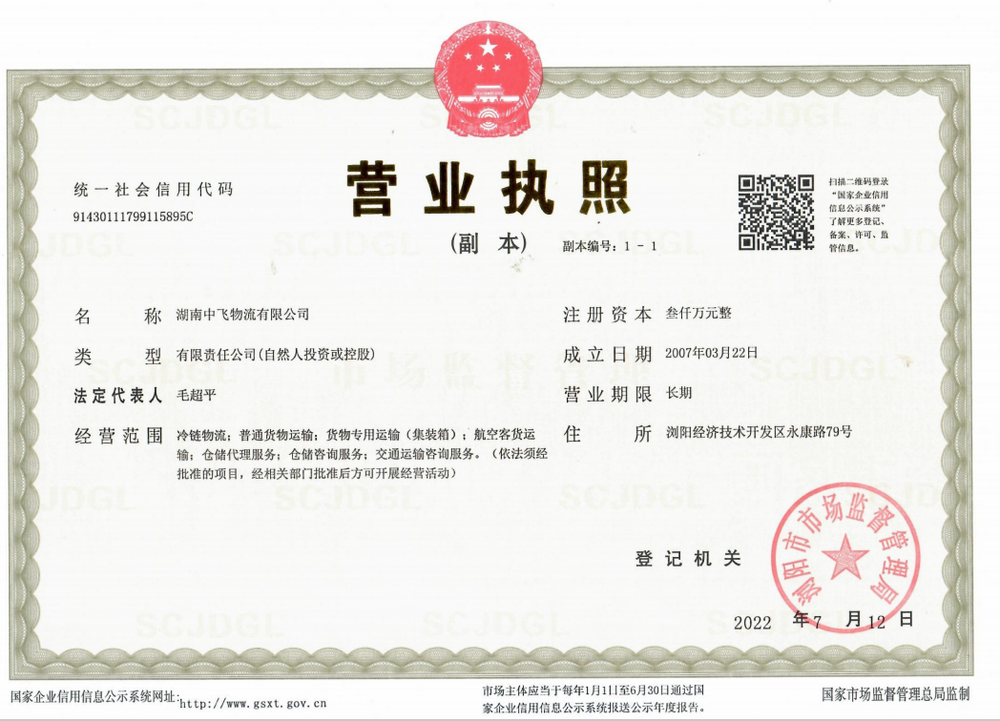 营业执照
(副 本)
副本编号：1 - 1
统一社会信用代码
91430111799115895C
扫描二维码登录
“国家企业信用
信息公示系统”
了解更多登记、
备案、许可、监
管信息。
名 称 湖南中飞物流有限公司
类 型 有限责任公司(自然人投资或控股)
法定代表人 毛超平
经营范围 冷链物流；普通货物运输；货物专用运输（集装箱）；航空客货运
输；仓储代理服务；仓储咨询服务；交通运输咨询服务。（依法须经
批准的项目，经相关部门批准后方可开展经营活动）
注册资本 叁仟万元整
成立日期 2007年03月22日
营业期限 长期
住 所 浏阳经济技术开发区永康路79号
登记机关
浏阳市市场监督管理局
2022 年 7 月 12 日
SCJDGL
市场监督管理
国家企业信用信息公示系统网址：http://www.gsxt.gov.cn
市场主体应当于每年1月1日至6月30日通过国
家企业信用信息公示系统报送公示年度报告。
国家市场监督管理总局监制